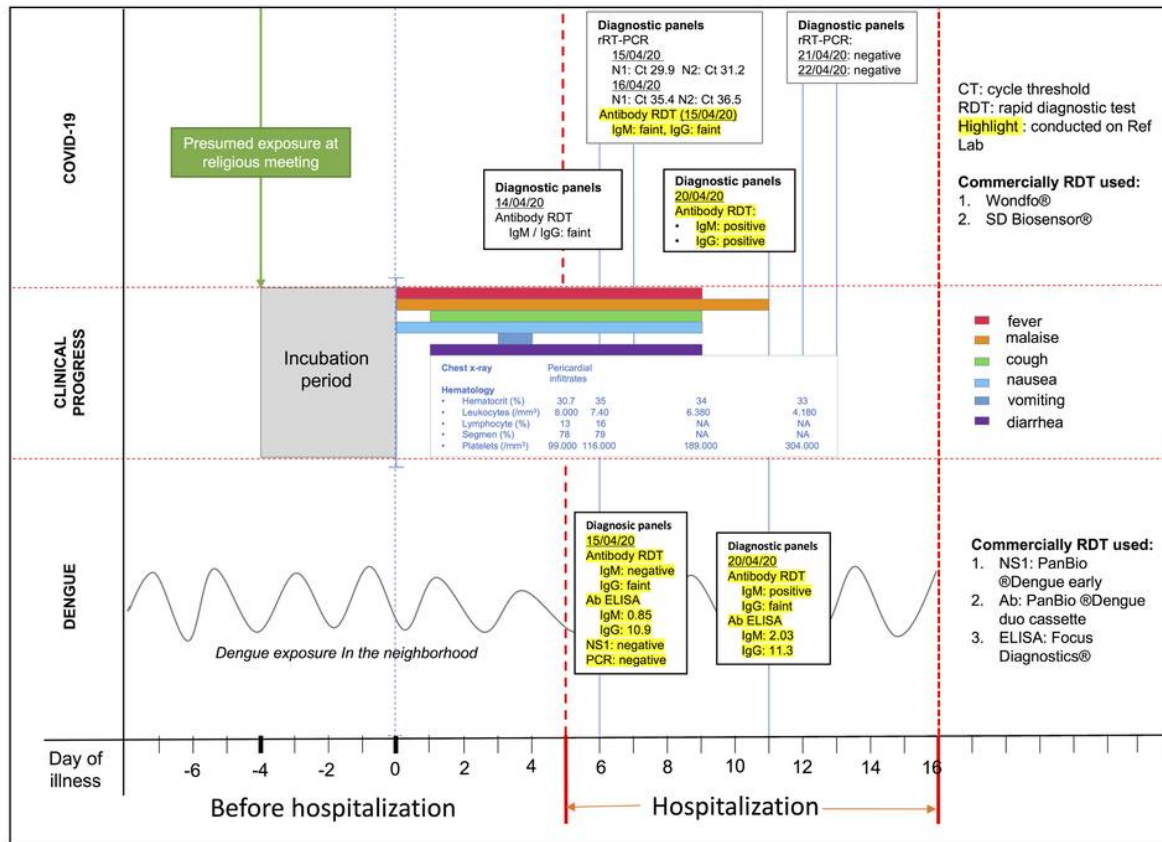 COVID-19
Presumed exposure at
religious meeting
Diagnostic panels
14/04/20
Antibody RDT
IgM / IgG: faint
Diagnostic panels
rRT-PCR
15/04/20
N1: Ct 29.9 N2: Ct 31.2
16/04/20
N1: Ct 35.4 N2: Ct 36.5
Antibody RDT (15/04/20)
IgM: faint, IgG: faint
Diagnostic panels
20/04/20
Antibody RDT:
• IgM: positive
• IgG: positive
Diagnostic panels
rRT-PCR:
21/04/20: negative
22/04/20: negative
CT: cycle threshold
RDT: rapid diagnostic test
Highlight : conducted on Ref
Lab
Commercially RDT used:
1. Wondfo®
2. SD Biosensor®
CLINICAL
PROGRESS
Incubation
period
Chest x-ray Pericardial
infiltrates
Hematology
• Hematocrit (%) 30.7 35 34 33
• Leukocytes (/mm³) 8.000 7.40 6.380 4.180
• Lymphocyte (%) 13 16 NA NA
• Segmen (%) 78 79 NA NA
• Platelets (/mm³) 99.000 116.000 189.000 304.000
fever
malaise
cough
nausea
vomiting
diarrhea
DENGUE
Dengue exposure In the neighborhood
Diagnosic panels
15/04/20
Antibody RDT
IgM: negative
IgG: faint
Ab ELISA
IgM: 0.85
IgG: 10.9
NS1: negative
PCR: negative
Diagnostic panels
20/04/20
Antibody RDT
IgM: positive
IgG: faint
Ab ELISA
IgM: 2.03
IgG: 11.3
Commercially RDT used:
1. NS1: PanBio
®Dengue early
2. Ab: PanBio ®Dengue
duo cassette
3. ELISA: Focus
Diagnostics®
Day of
illness
-6 -4 -2 0 2 4 6 8 10 12 14 16
Before hospitalization
Hospitalization